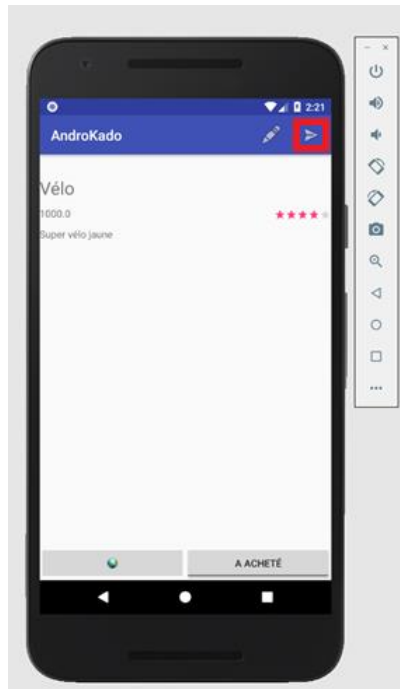 2:21
AndroKado
Vélo
1000.0
Super vélo jaune
A ACHETÉ